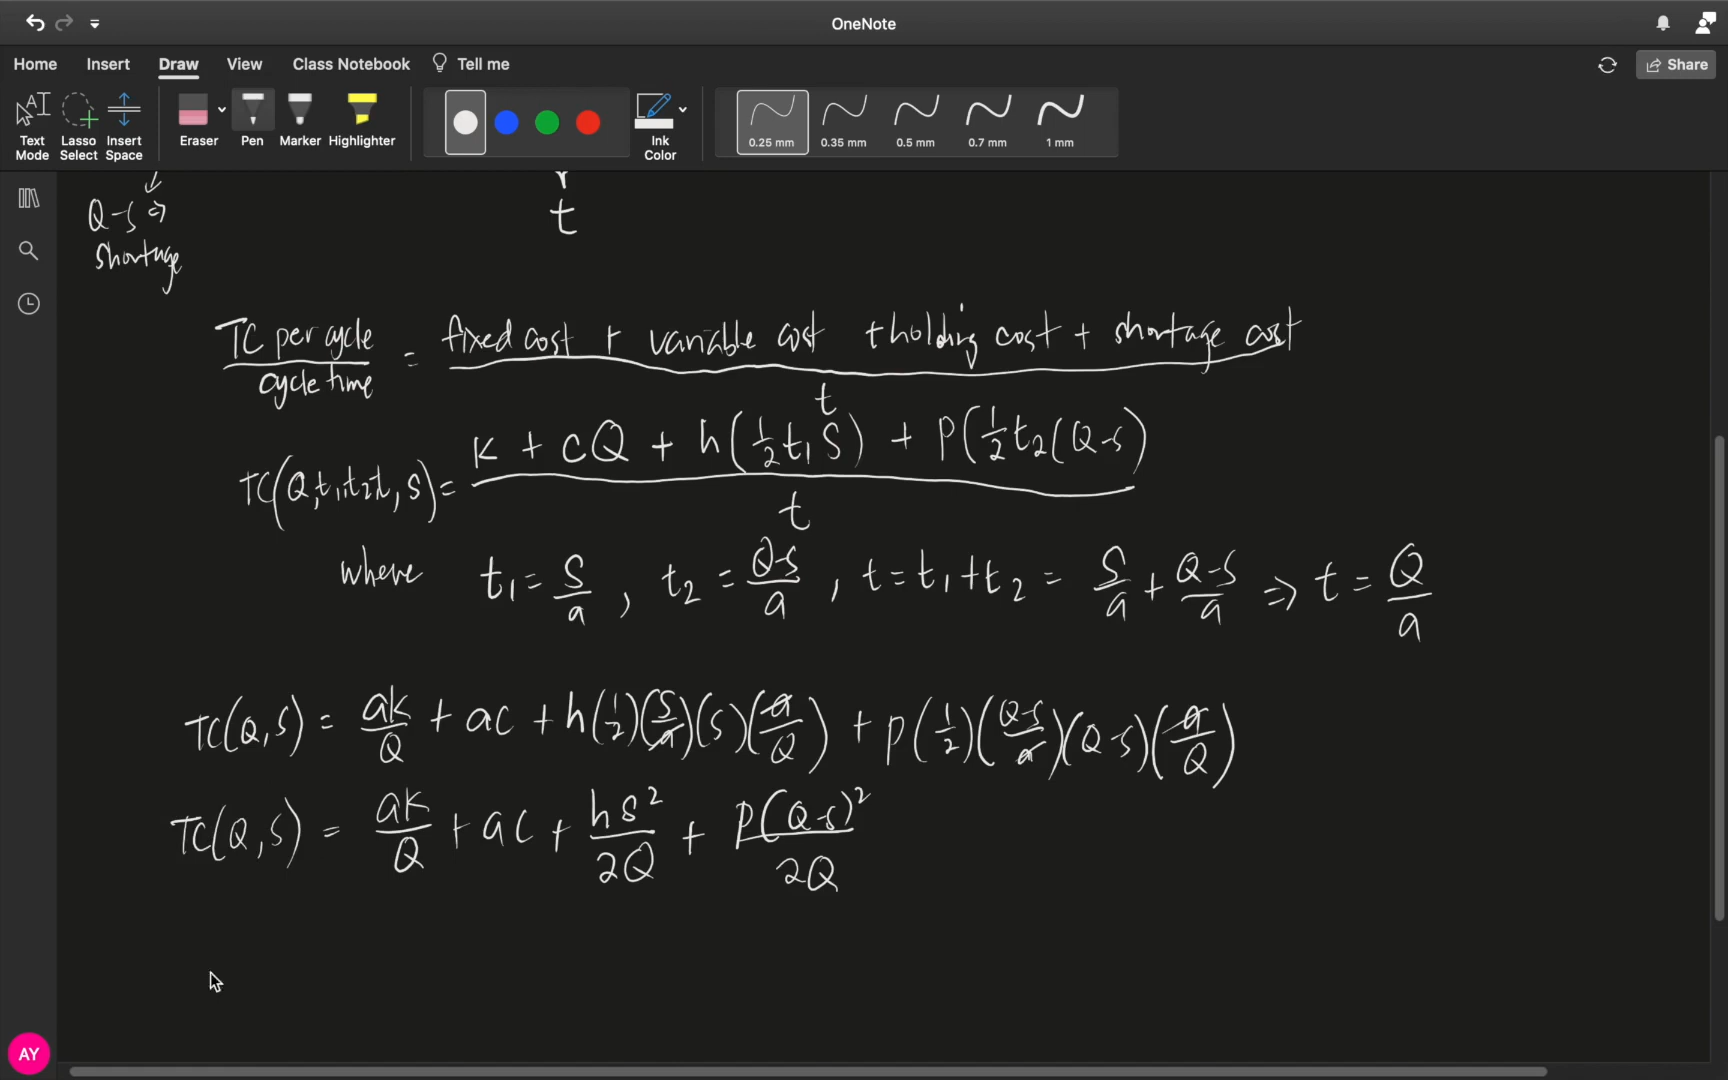 OneNote
Home Insert Draw View Class Notebook Tell me Share
Text Mode Lasso Select Insert Space Eraser Pen Marker Highlighter Ink Color 0.25 mm 0.35 mm 0.5 mm 0.7 mm 1 mm
Q-S ⇒
shortage
t
TC per cycle / cycle time = fixed cost + variable cost + holding cost + shortage cost / t
TC(Q,t₁,t₂,t,S) = K + cQ + h(½t₁S) + P(½t₂(Q-S) / t
where t₁ = S/a , t₂ = Q-S/a , t = t₁ + t₂ = S/a + Q-S/a ⇒ t = Q/a
TC(Q,S) = aK/Q + ac + h(½)(S/a)(S)(a/Q) + P(½)(Q-S/a)(Q-S)(a/Q)
TC(Q,S) = aK/Q + ac + hS²/2Q + P(Q-S)²/2Q
AY